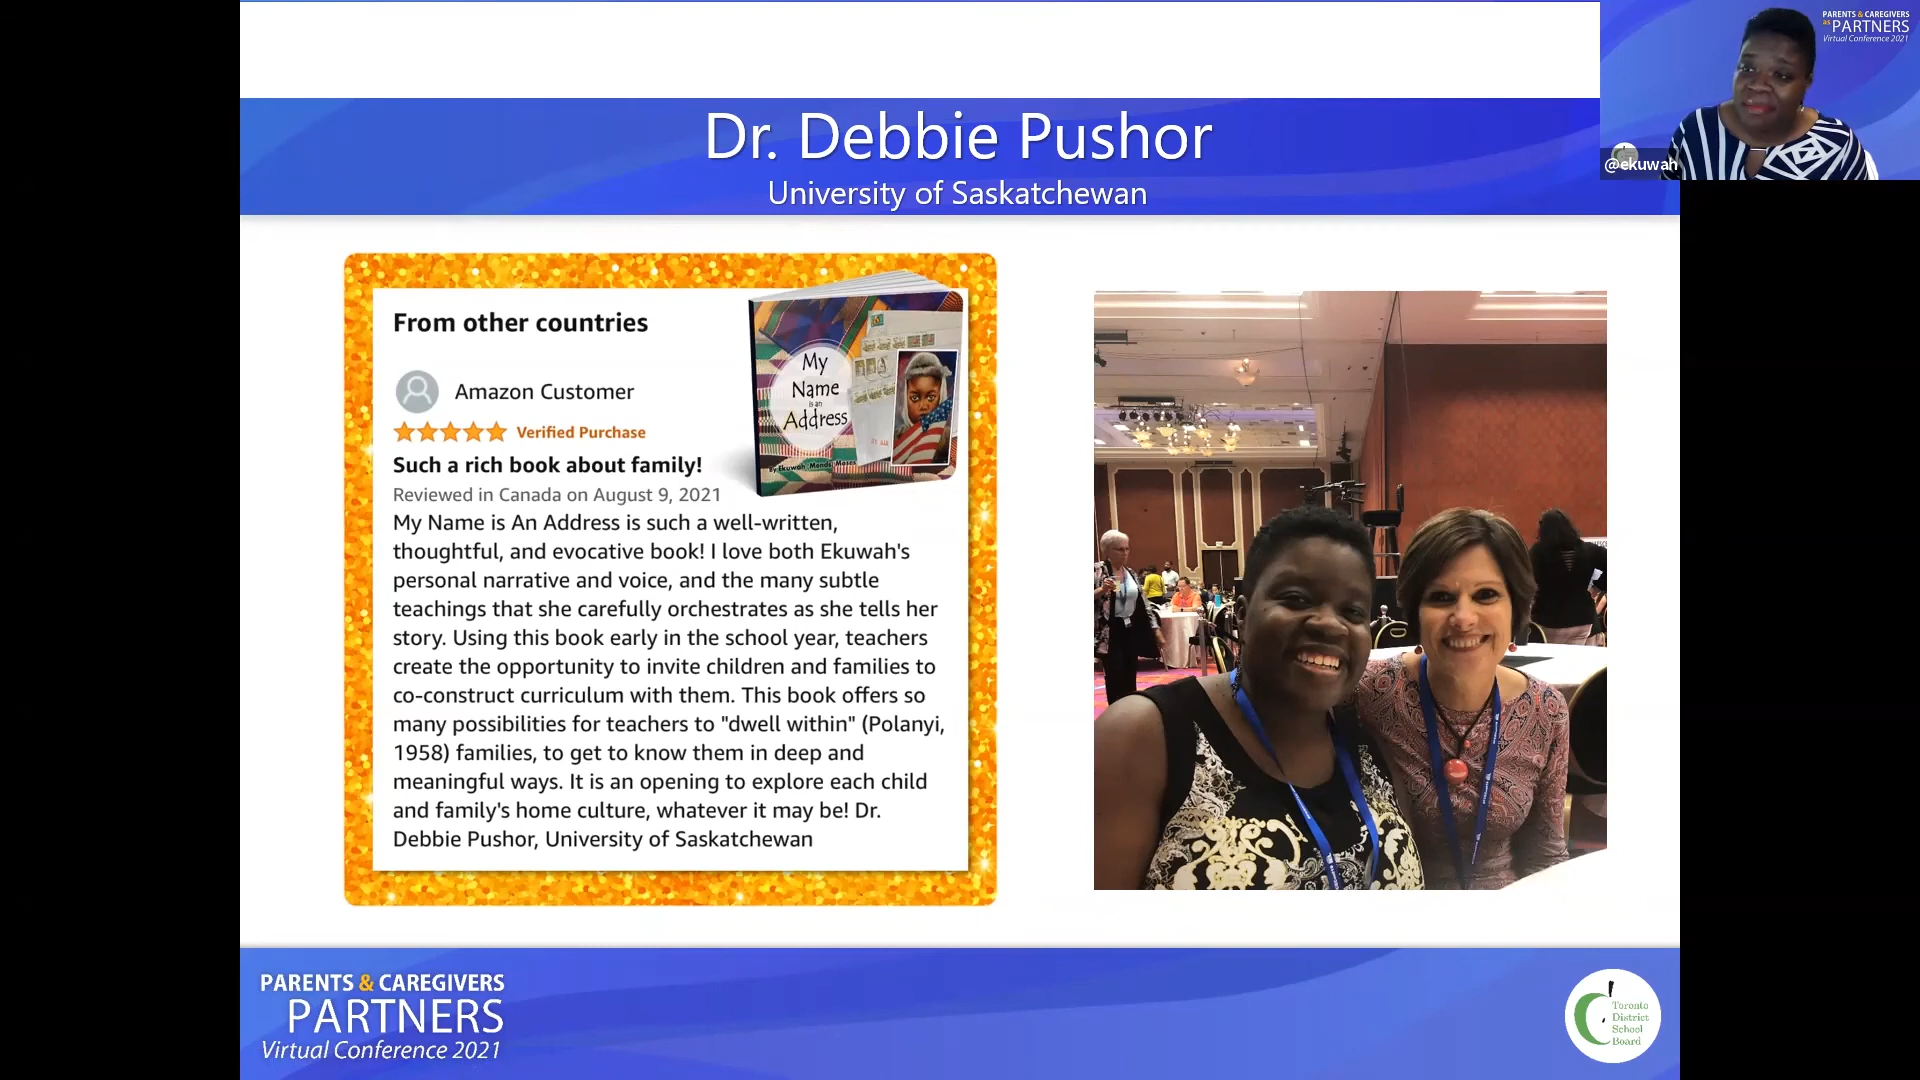 Dr. Debbie Pushor
University of Saskatchewan
PARENTS & CAREGIVERS
as PARTNERS
Virtual Conference 2021
@ekuwah
From other countries
Amazon Customer
Verified Purchase
Such a rich book about family!
Reviewed in Canada on August 9, 2021
My Name is An Address is such a well-written,
thoughtful, and evocative book! I love both Ekuwah's
personal narrative and voice, and the many subtle
teachings that she carefully orchestrates as she tells her
story. Using this book early in the school year, teachers
create the opportunity to invite children and families to
co-construct curriculum with them. This book offers so
many possibilities for teachers to "dwell within" (Polanyi,
1958) families, to get to know them in deep and
meaningful ways. It is an opening to explore each child
and family's home culture, whatever it may be! Dr.
Debbie Pushor, University of Saskatchewan
My
Name
is an
Address
By Ekuwah Mends Moses
PARENTS & CAREGIVERS
PARTNERS
Virtual Conference 2021
Toronto
District
School
Board